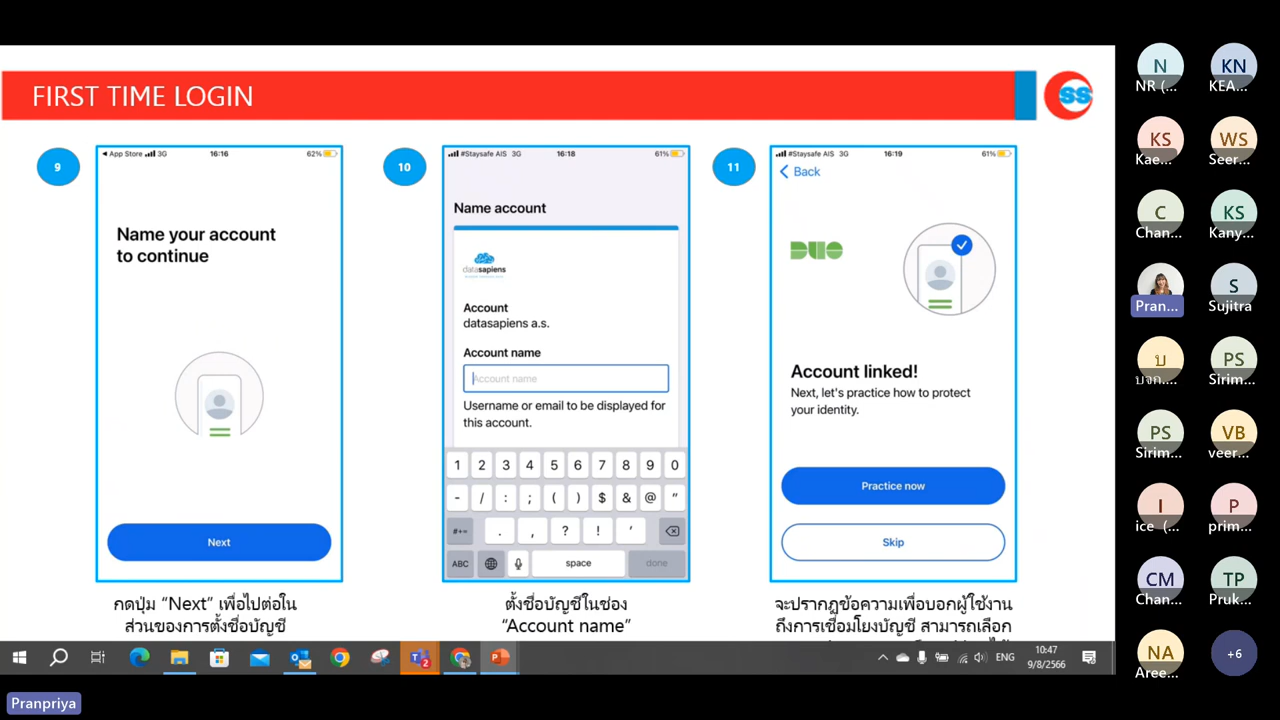 FIRST TIME LOGIN
SS
9
App Store 3G 16:16 62%
Name your account
to continue
Next
กดปุ่ม “Next” เพื่อไปต่อใน
ส่วนของการตั้งชื่อบัญชี
10
#Staysafe AIS 3G 16:18 61%
Name account
datasapiens
Account
datasapiens a.s.
Account name
Account name
Username or email to be displayed for
this account.
1 2 3 4 5 6 7 8 9 0
- / : ; ( ) $ & @ "
#+= . , ? ! '
ABC space done
ตั้งชื่อบัญชีในช่อง
“Account name”
11
#Staysafe AIS 3G 16:19 61%
Back
DUO
Account linked!
Next, let's practice how to protect
your identity.
Practice now
Skip
จะปรากฏข้อความเพื่อบอกผู้ใช้งาน
ถึงการเชื่อมโยงบัญชี สามารถเลือก
ENG
10:47
9/8/2566
Pranpriya
N KN
NR (... KEA...
KS WS
Kae... Seer...
C KS
Chan... Kany...
S
Pran... Sujitra
บ PS
บจก.... Sirim...
PS VB
Sirim... veer...
I P
ice (... prim...
CM TP
Chan... Pruk...
NA +6
Aree...